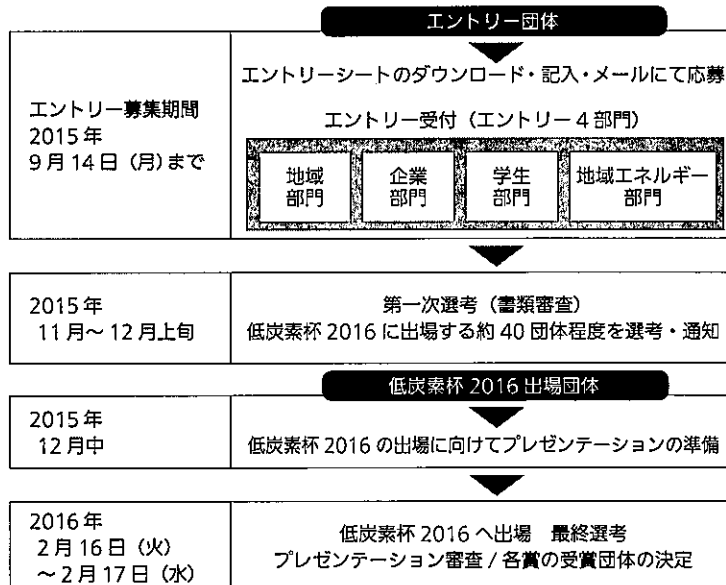 エントリー団体
エントリー募集期間
2015年
9月14日（月）まで
エントリーシートのダウンロード・記入・メールにて応募
エントリー受付（エントリー4部門）
地域
部門
企業
部門
学生
部門
地域エネルギー
部門
2015年
11月～12月上旬
第一次選考（書類審査）
低炭素杯2016に出場する約40団体程度を選考・通知
低炭素杯2016出場団体
2015年
12月中
低炭素杯2016の出場に向けてプレゼンテーションの準備
2016年
2月16日（火）
～2月17日（水）
低炭素杯2016へ出場　最終選考
プレゼンテーション審査/各賞の受賞団体の決定